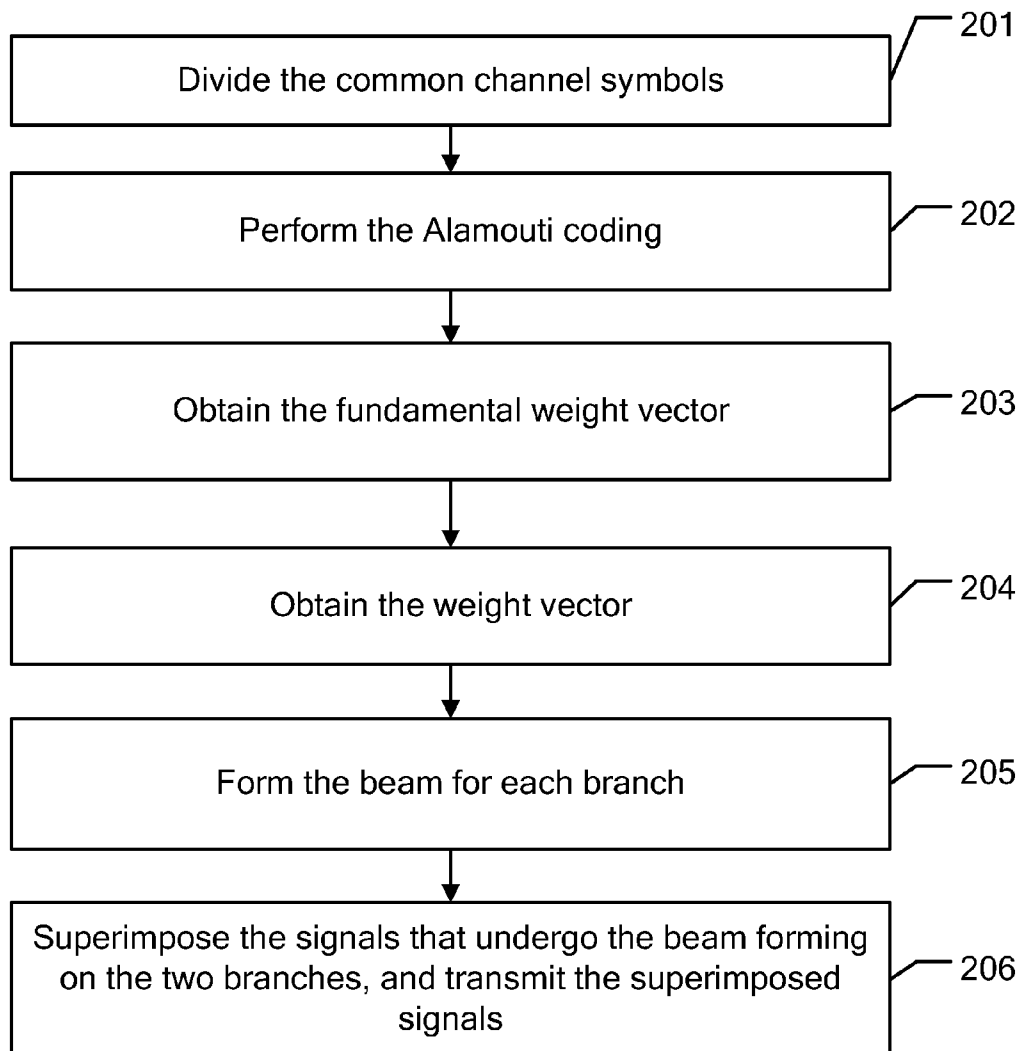 201
Divide the common channel symbols
202
Perform the Alamouti coding
203
Obtain the fundamental weight vector
204
Obtain the weight vector
205
Form the beam for each branch
206
Superimpose the signals that undergo the beam forming
on the two branches, and transmit the superimposed
signals